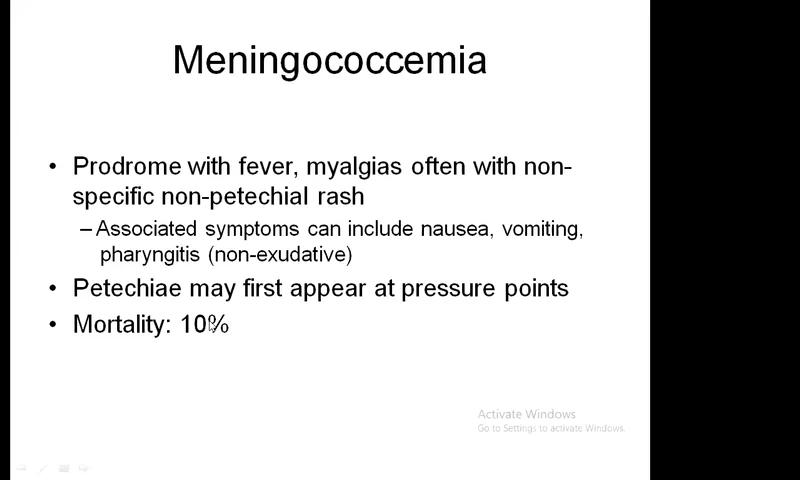 Meningococcemia
• Prodrome with fever, myalgias often with non-
specific non-petechial rash
– Associated symptoms can include nausea, vomiting,
pharyngitis (non-exudative)
• Petechiae may first appear at pressure points
• Mortality: 10%
Activate Windows
Go to Settings to activate Windows.